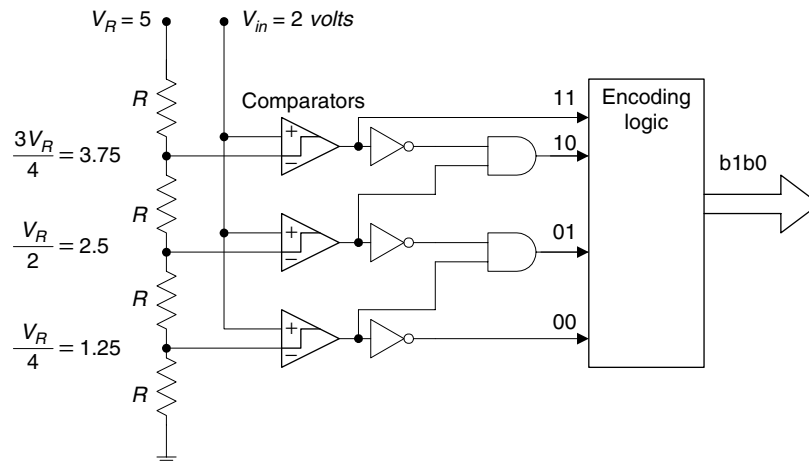 V_R = 5
V_in = 2 volts
R
Comparators
+
−
3V_R/4 = 3.75
R
+
−
V_R/2 = 2.5
R
+
−
V_R/4 = 1.25
R
11
10
01
00
Encoding
logic
b1b0